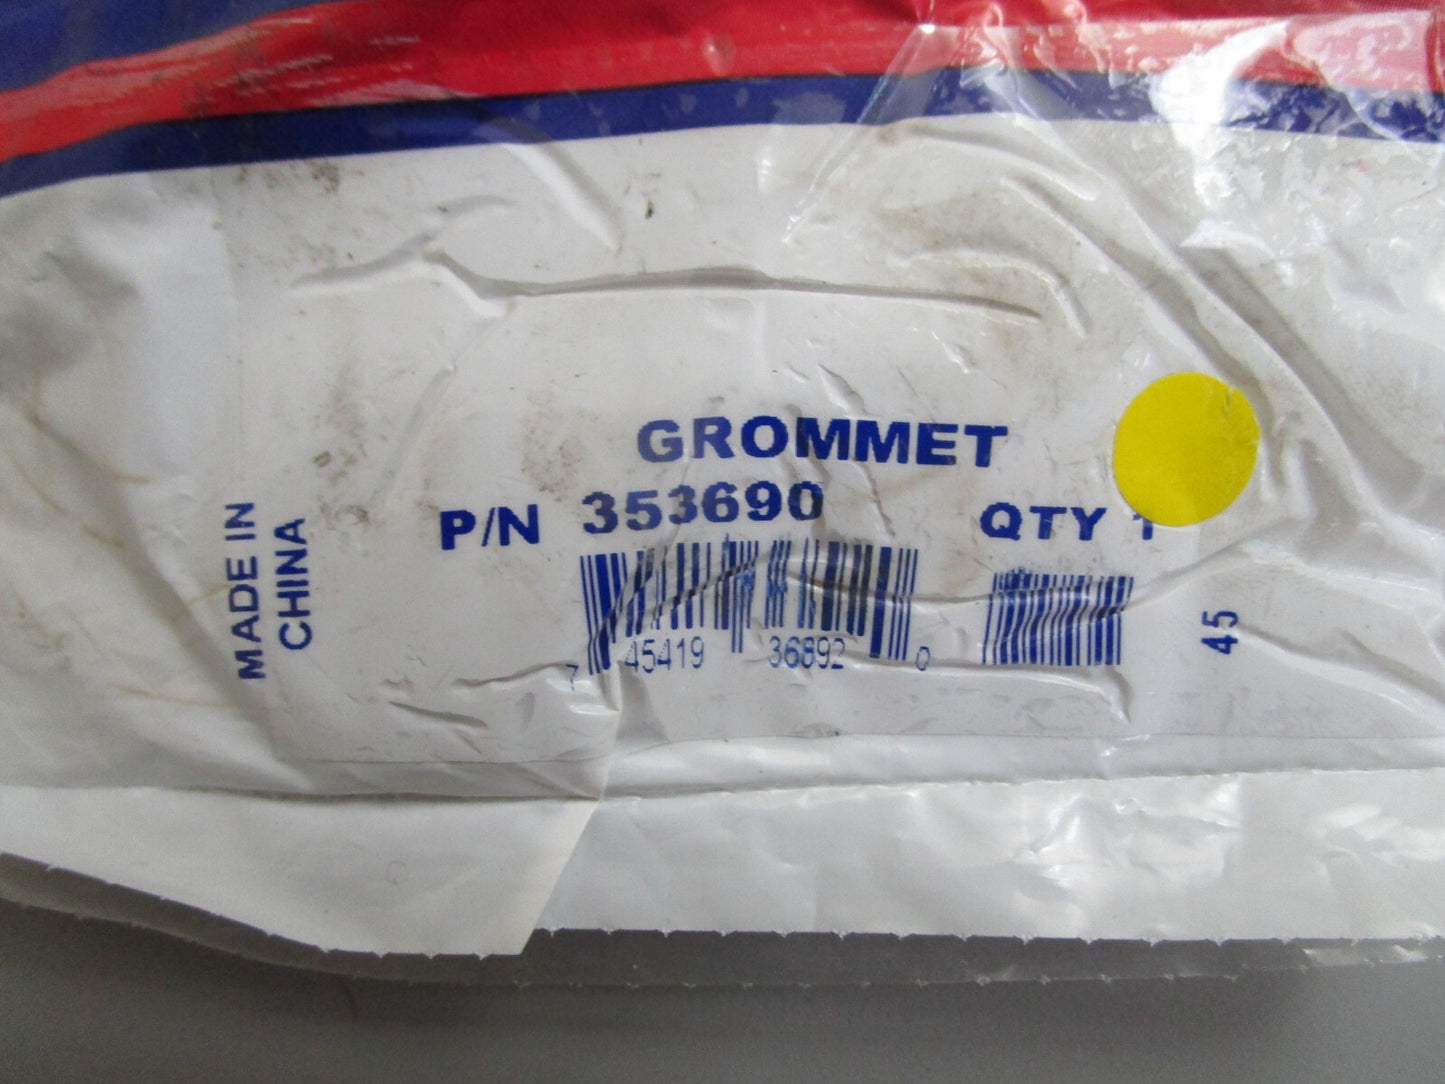 GROMMET
P/N 353690
QTY 1
MADE IN
CHINA
7 45419 36892 0
45